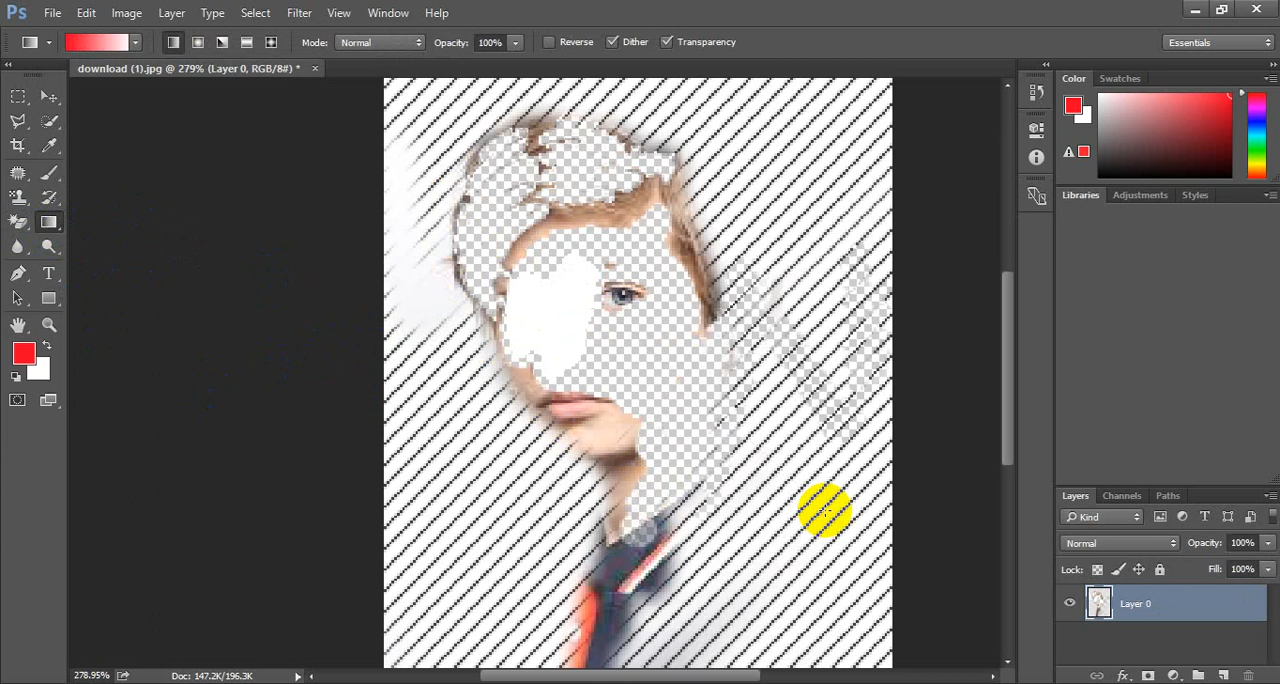 Ps File Edit Image Layer Type Select Filter View Window Help
Mode: Normal Opacity: 100% Reverse Dither Transparency Essentials
download (1).jpg @ 279% (Layer 0, RGB/8#) * ×
Color Swatches
Libraries Adjustments Styles
T
Layers Channels Paths
Kind T
Normal Opacity: 100%
Lock: Fill: 100%
Layer 0
278.95% Doc: 147.2K/196.3K
fx